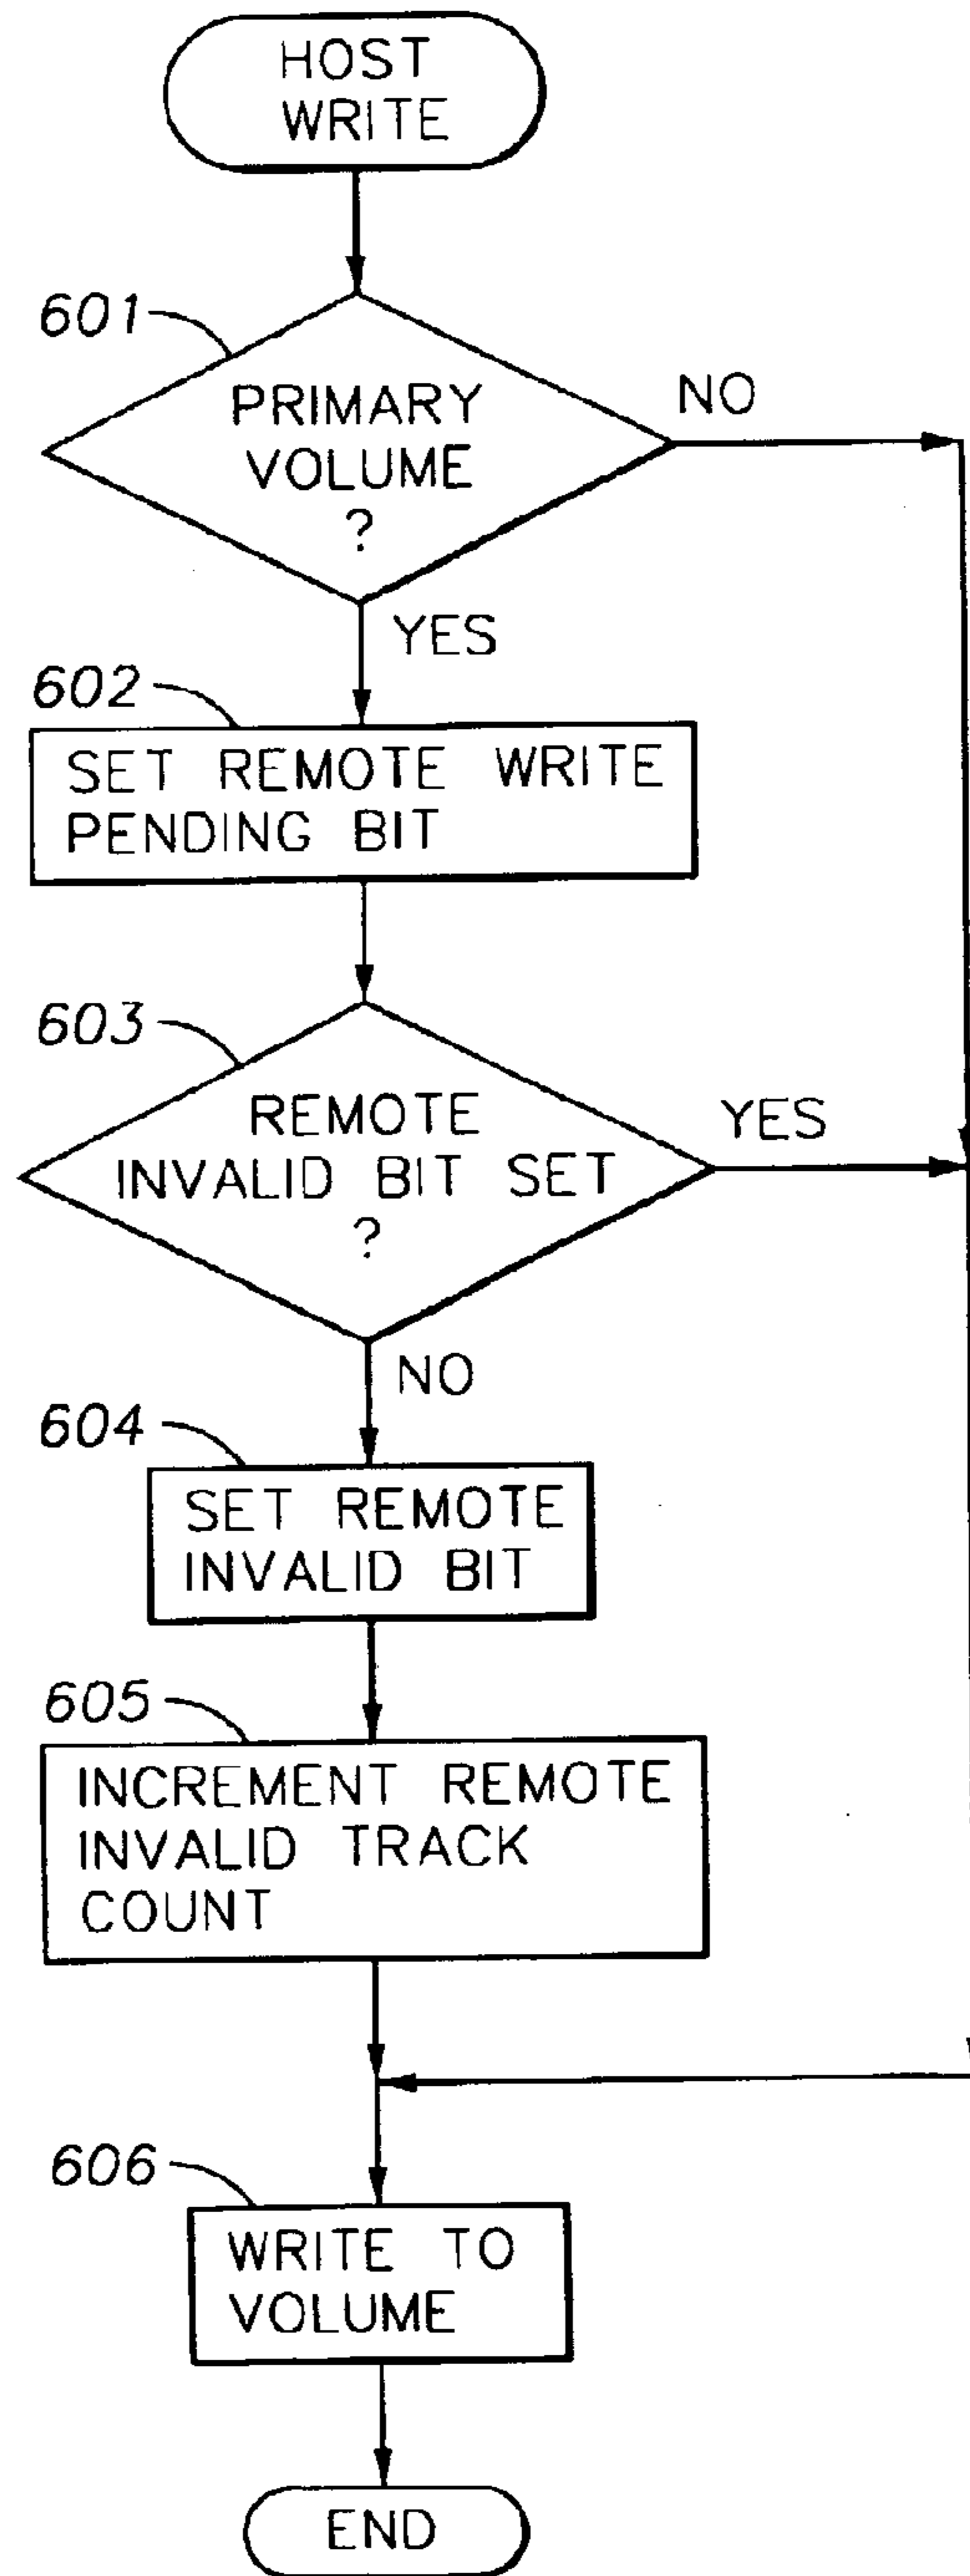 HOST
WRITE
601
PRIMARY
VOLUME
?
NO
YES
602
SET REMOTE WRITE
PENDING BIT
603
REMOTE
INVALID BIT SET
?
YES
NO
604
SET REMOTE
INVALID BIT
605
INCREMENT REMOTE
INVALID TRACK
COUNT
606
WRITE TO
VOLUME
END